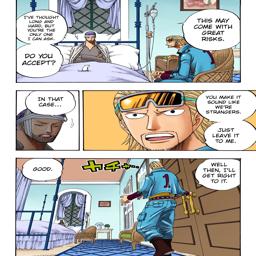 I'VE THOUGHT
LONG AND
HARD, BUT
YOU'RE THE
ONLY ONE
I CAN ASK.
DO YOU
ACCEPT?
THIS MAY
COME WITH
GREAT
RISKS.
IN THAT
CASE...
YOU MAKE IT
SOUND LIKE
WE'RE
STRANGERS.
JUST
LEAVE IT
TO ME.
GOOD.
WELL
THEN, I'LL
GET RIGHT
TO IT.